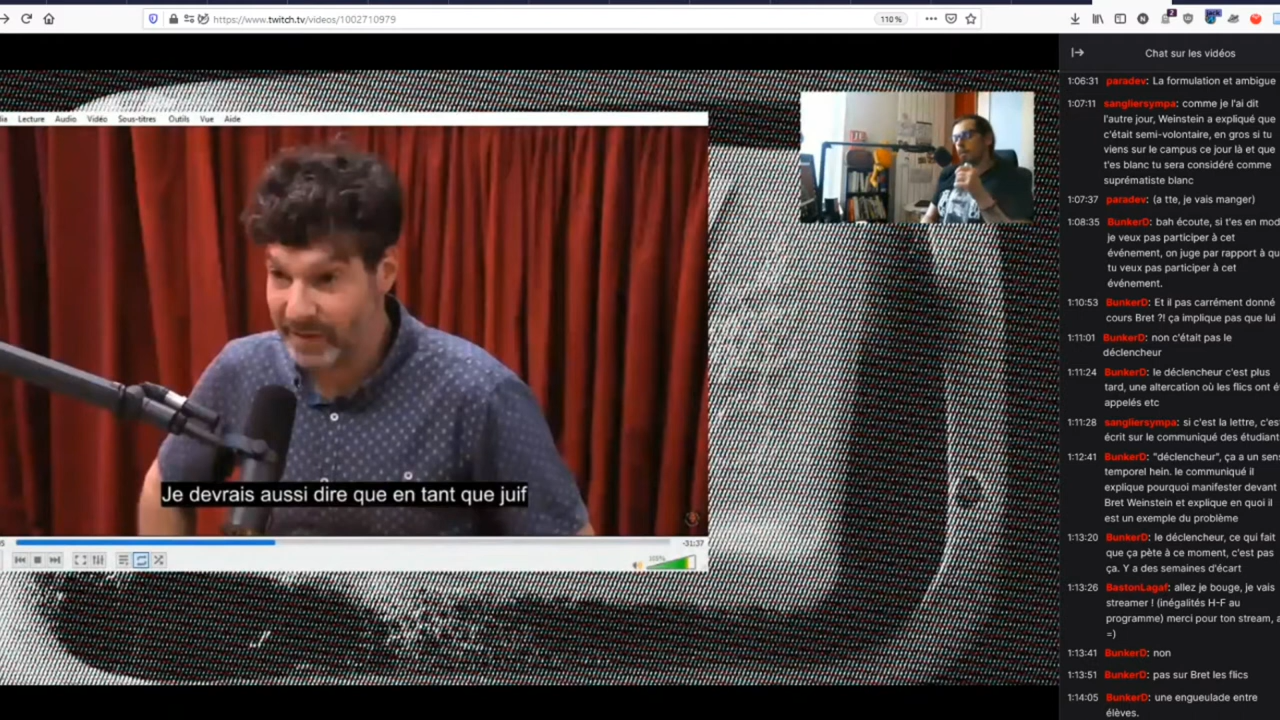 https://www.twitch.tv/videos/1002710979
110 %
Chat sur les vidéos
Lecture Audio Vidéo Sous-titres Outils Vue Aide
Je devrais aussi dire que en tant que juif
-31:37
105%
1:06:31 paradev: La formulation et ambigue
1:07:11 sangliersympa: comme je l'ai dit
l'autre jour, Weinstein a expliqué que
c'était semi-volontaire, en gros si tu
viens sur le campus ce jour là et que
t'es blanc tu sera considéré comme
suprématiste blanc
1:07:37 paradev: (a tte, je vais manger)
1:08:35 BunkerD: bah écoute, si t'es en mod
je veux pas participer à cet
événement, on juge par rapport à qu
tu veux pas participer à cet
événement.
1:10:53 BunkerD: Et il pas carrément donné
cours Bret ?! ça implique pas que lui
1:11:01 BunkerD: non c'était pas le
déclencheur
1:11:24 BunkerD: le déclencheur c'est plus
tard, une altercation où les flics ont é
appelés etc
1:11:28 sangliersympa: si c'est la lettre, c'es
écrit sur le communiqué des étudiant
1:12:41 BunkerD: "déclencheur", ça a un sens
temporel hein. le communiqué il
explique pourquoi manifester devant
Bret Weinstein et explique en quoi il
est un exemple du problème
1:13:20 BunkerD: le déclencheur, ce qui fait
que ça pète à ce moment, c'est pas
ça. Y a des semaines d'écart
1:13:26 BastonLagaf: allez je bouge, je vais
streamer ! (inégalités H-F au
programme) merci pour ton stream, a
=)
1:13:41 BunkerD: non
1:13:51 BunkerD: pas sur Bret les flics
1:14:05 BunkerD: une engueulade entre
élèves.